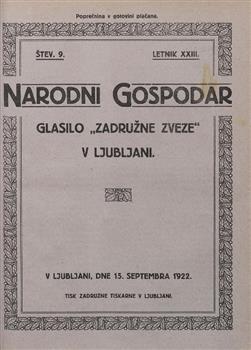 Poprečnina v gotovini plačana.
ŠTEV. 9.
LETNIK XXIII.
NARODNI GOSPODAR
GLASILO „ZADRUŽNE ZVEZE“
V LJUBLJANI.
V LJUBLJANI, DNE 15. SEPTEMBRA 1922.
TISK ZADRUŽNE TISKARNE V LJUBLJANI.